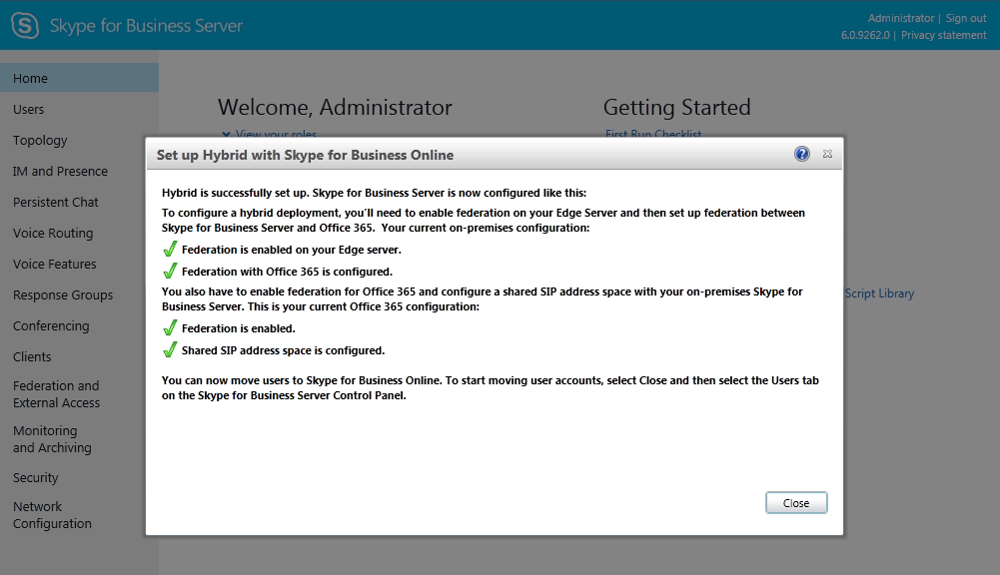 Skype for Business Server
Administrator | Sign out
6.0.9262.0 | Privacy statement
Home
Users
Topology
IM and Presence
Persistent Chat
Voice Routing
Voice Features
Response Groups
Conferencing
Clients
Federation and
External Access
Monitoring
and Archiving
Security
Network
Configuration
Welcome, Administrator
View your roles
Getting Started
First Run Checklist
Script Library
Set up Hybrid with Skype for Business Online
Hybrid is successfully set up. Skype for Business Server is now configured like this:
To configure a hybrid deployment, you'll need to enable federation on your Edge Server and then set up federation between
Skype for Business Server and Office 365. Your current on-premises configuration:
Federation is enabled on your Edge server.
Federation with Office 365 is configured.
You also have to enable federation for Office 365 and configure a shared SIP address space with your on-premises Skype for
Business Server. This is your current Office 365 configuration:
Federation is enabled.
Shared SIP address space is configured.
You can now move users to Skype for Business Online. To start moving user accounts, select Close and then select the Users tab
on the Skype for Business Server Control Panel.
Close